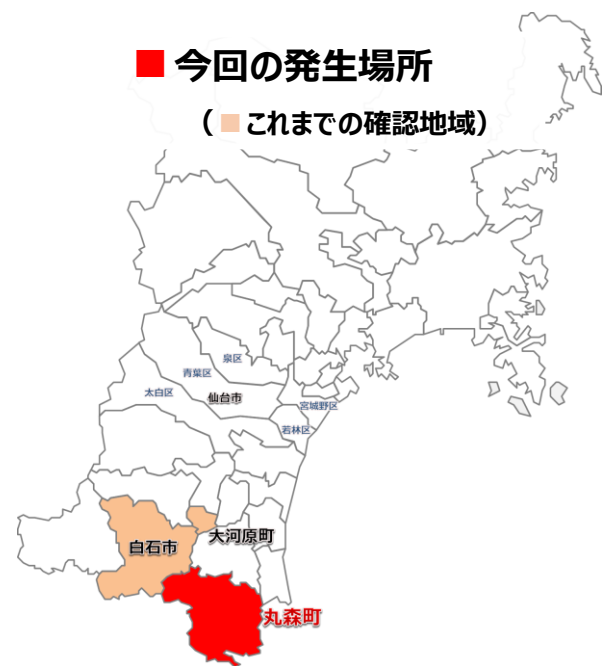 ■ 今回の発生場所
(■これまでの確認地域)
泉区
青葉区
太白区
仙台市
宮城野区
若林区
大河原町
白石市
丸森町